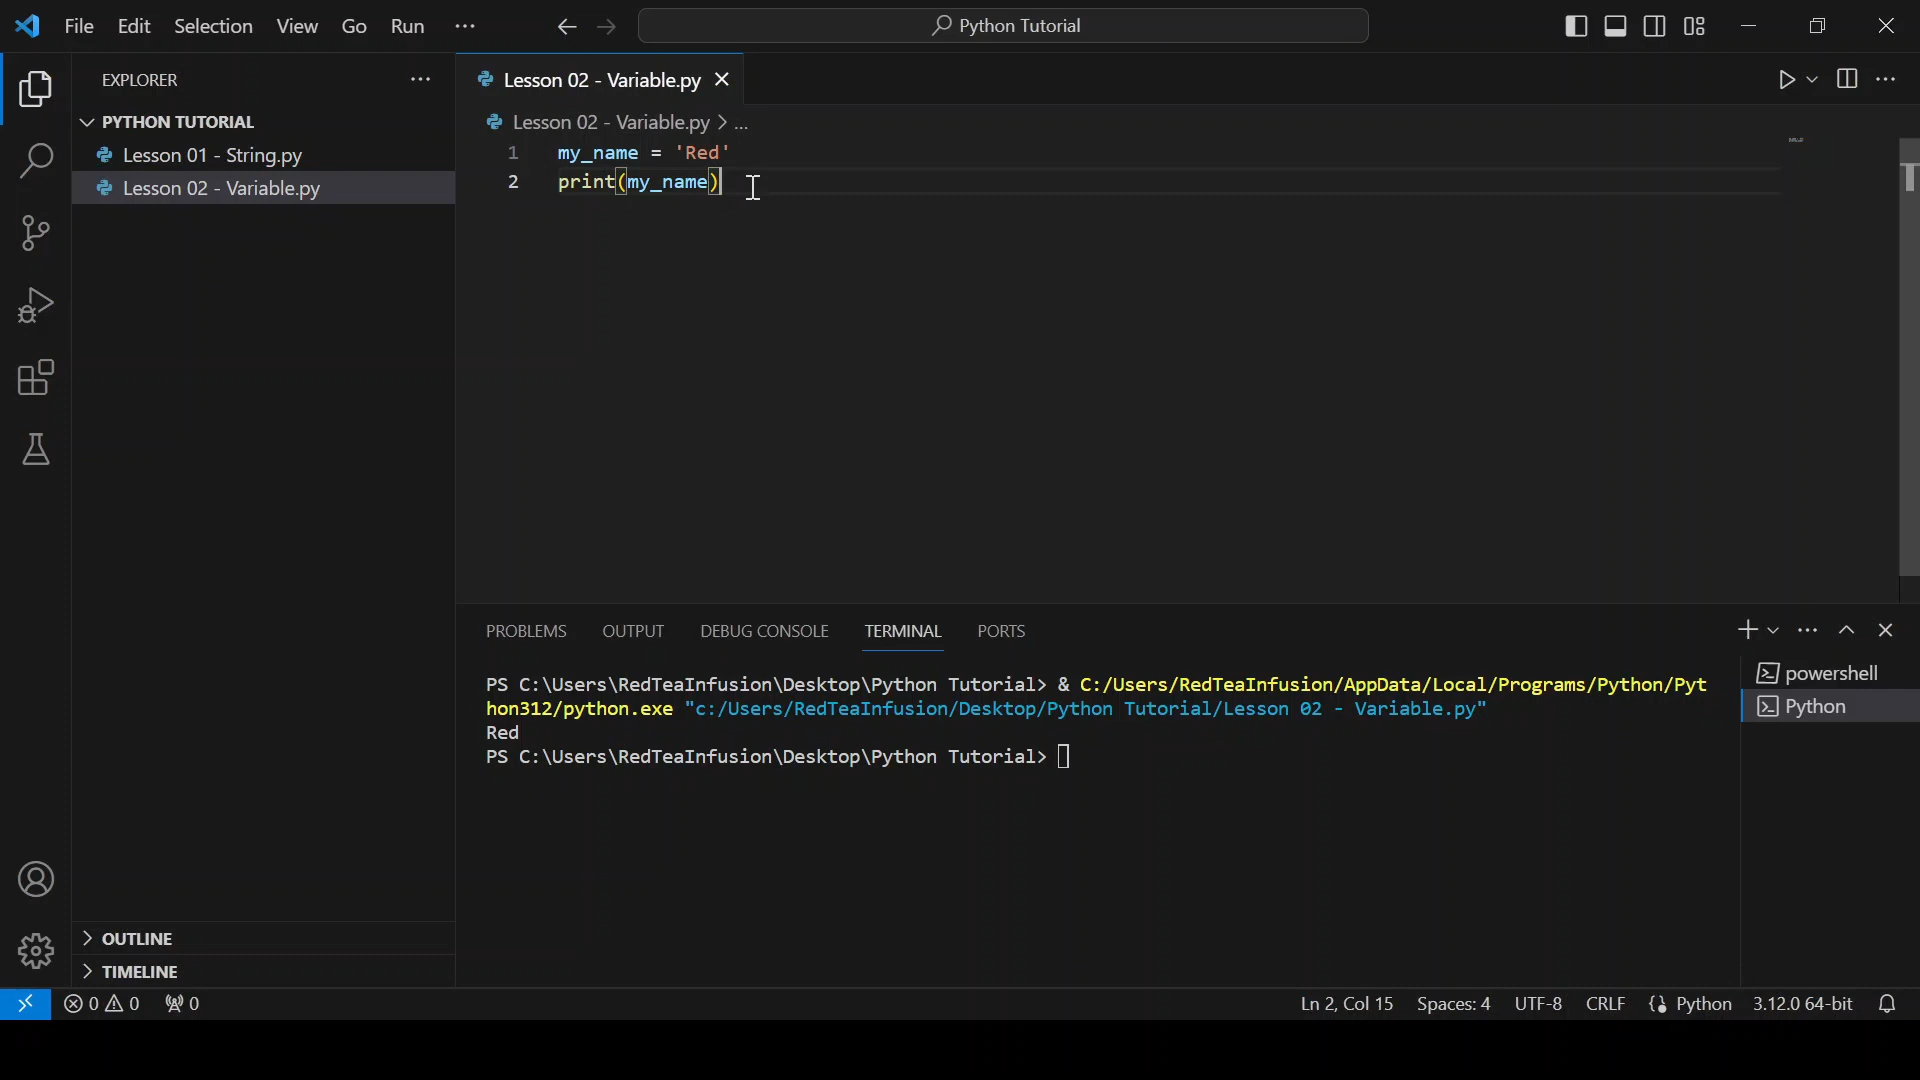 File Edit Selection View Go Run ... Python Tutorial
EXPLORER ...
PYTHON TUTORIAL
Lesson 01 - String.py
Lesson 02 - Variable.py
OUTLINE
TIMELINE
Lesson 02 - Variable.py
Lesson 02 - Variable.py > ...
1 my_name = 'Red'
2 print(my_name)
PROBLEMS OUTPUT DEBUG CONSOLE TERMINAL PORTS
PS C:\Users\RedTeaInfusion\Desktop\Python Tutorial> & C:/Users/RedTeaInfusion/AppData/Local/Programs/Python/Pyt
hon312/python.exe "c:/Users/RedTeaInfusion/Desktop/Python Tutorial/Lesson 02 - Variable.py"
Red
PS C:\Users\RedTeaInfusion\Desktop\Python Tutorial>
powershell
Python
0 0 0 Ln 2, Col 15 Spaces: 4 UTF-8 CRLF Python 3.12.0 64-bit